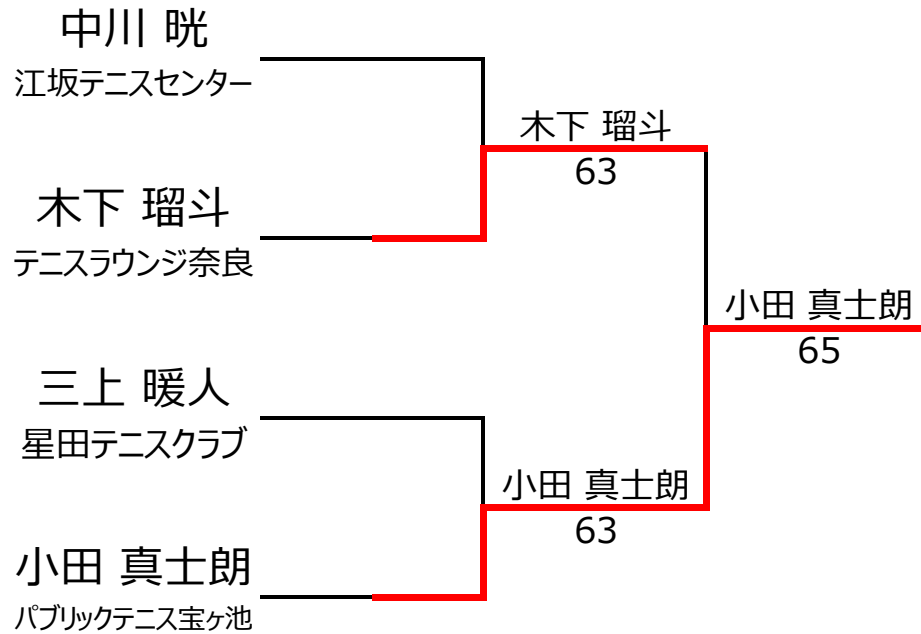 中川 晄
江坂テニスセンター
木下 瑠斗
63
木下 瑠斗
テニスラウンジ奈良
小田 真士朗
65
三上 暖人
星田テニスクラブ
小田 真士朗
63
小田 真士朗
パブリックテニス宝ヶ池